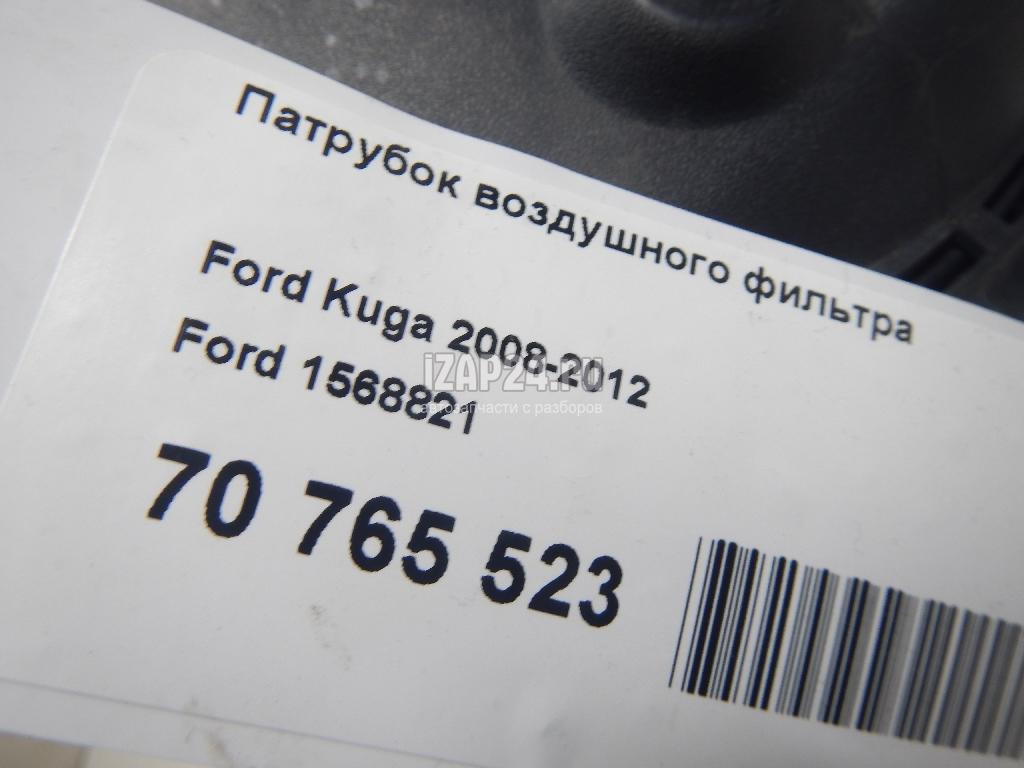 Патрубок воздушного фильтра
Ford Kuga 2008-2012
Ford 1568821
iZAP24.ru
автозапчасти с разборов
70 765 523